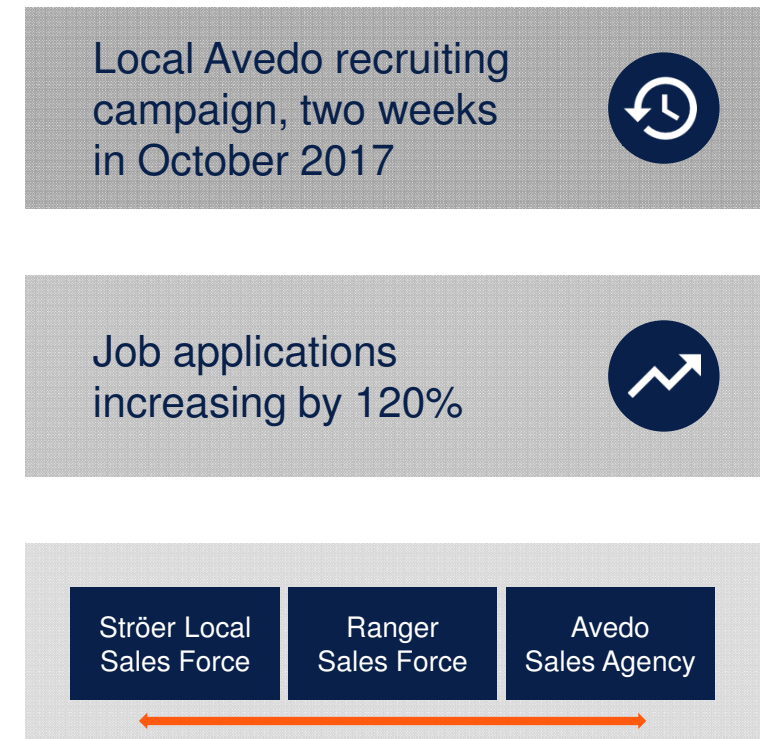 Local Avedo recruiting
campaign, two weeks
in October 2017
Job applications
increasing by 120%
Ströer Local
Sales Force
Ranger
Sales Force
Avedo
Sales Agency